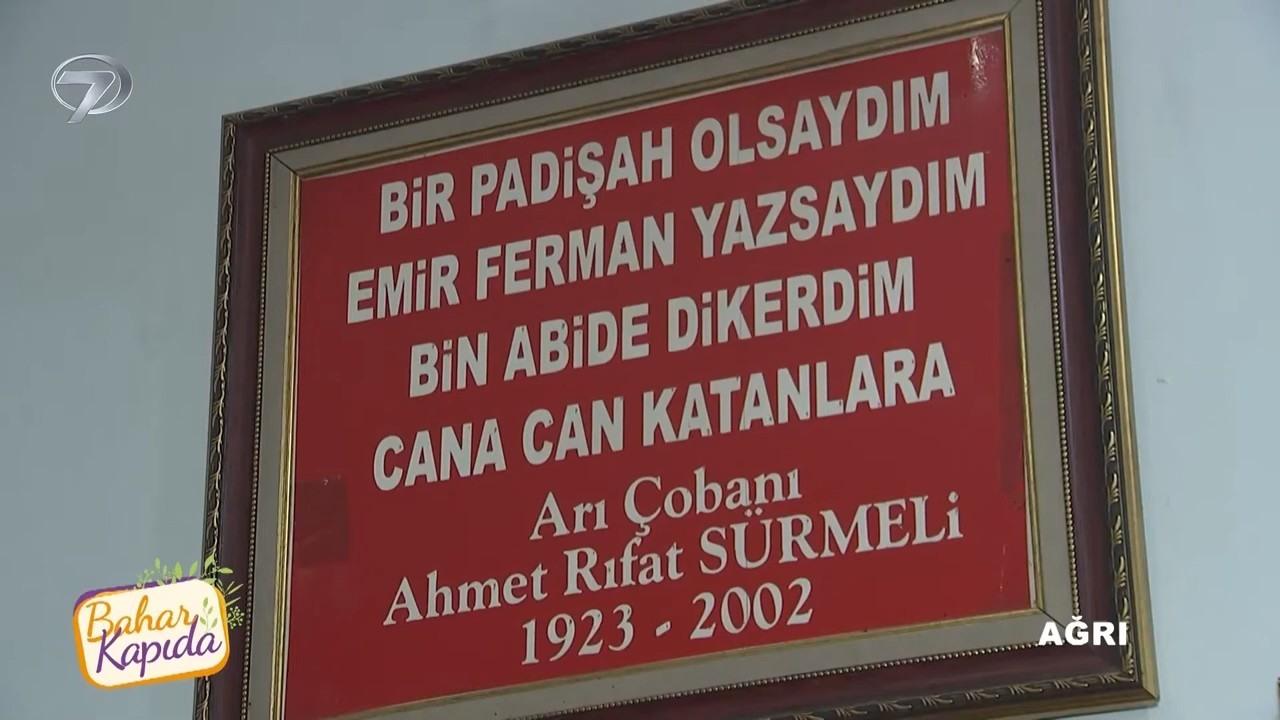 7
BİR PADİŞAH OLSAYDIM
EMİR FERMAN YAZSAYDIM
BİN ABİDE DİKERDİM
CANA CAN KATANLARA
Arı Çobanı
Ahmet Rıfat SÜRMELİ
1923 - 2002
Bahar
Kapıda
AĞRI